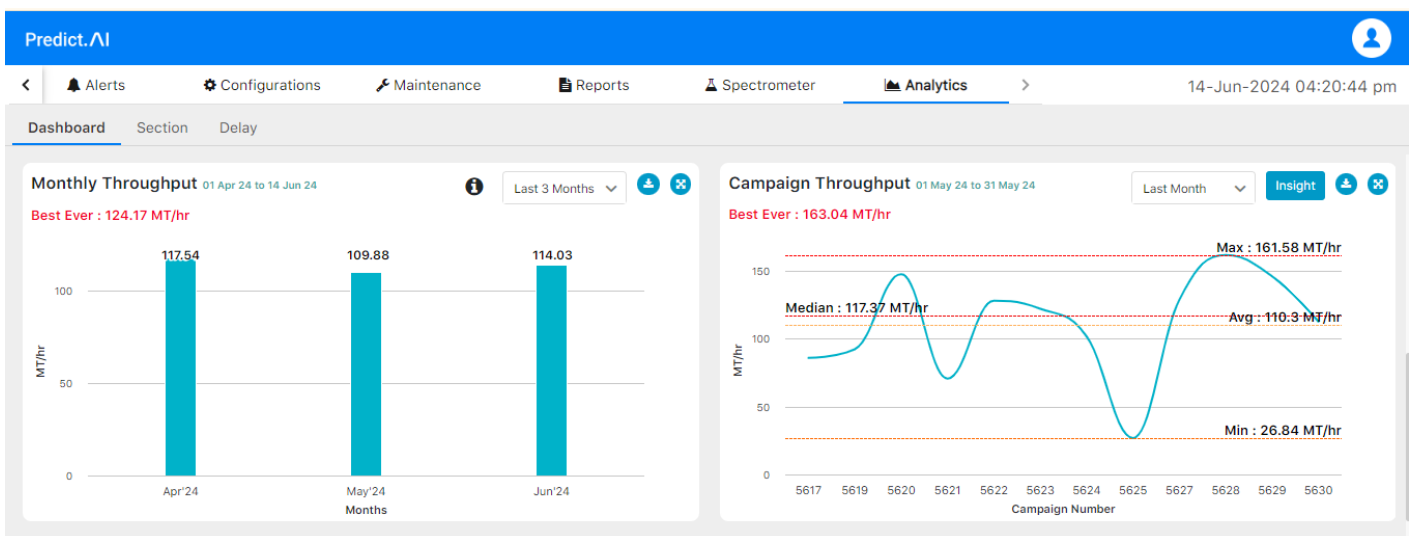 Predict.ΛI
Alerts
Configurations
Maintenance
Reports
Spectrometer
Analytics
14-Jun-2024 04:20:44 pm
Dashboard
Section
Delay
Monthly Throughput 01 Apr 24 to 14 Jun 24
Last 3 Months
Best Ever : 124.17 MT/hr
117.54
109.88
114.03
100
50
0
MT/hr
Apr'24
May'24
Jun'24
Months
Campaign Throughput 01 May 24 to 31 May 24
Last Month
Insight
Best Ever : 163.04 MT/hr
Max : 161.58 MT/hr
150
Median : 117.37 MT/hr
Avg : 110.3 MT/hr
100
MT/hr
50
Min : 26.84 MT/hr
0
5617 5619 5620 5621 5622 5623 5624 5625 5627 5628 5629 5630
Campaign Number